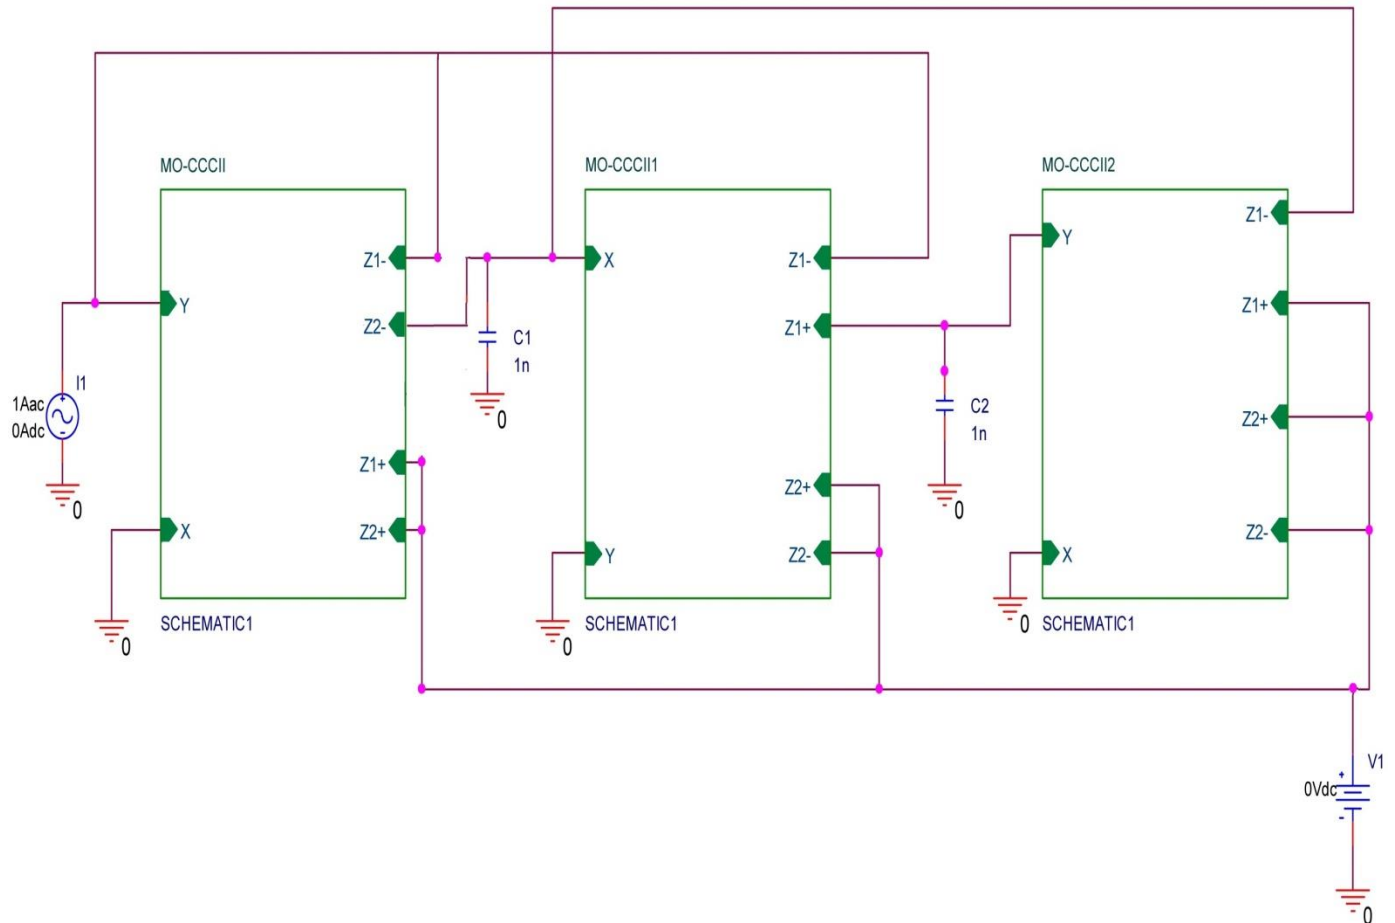 MO-CCCII
MO-CCCII1
MO-CCCII2
Z1-
Y
Z1-
Z2-
X
Z1-
Y
Z1+
Z1+
C1
1n
I1
1Aac
0Adc
0
C2
1n
Z2+
Z1+
0
0
Z2+
Z2-
X
Z2+
Y
Z2-
X
SCHEMATIC1
SCHEMATIC1
SCHEMATIC1
0
0
0
V1
0Vdc
0